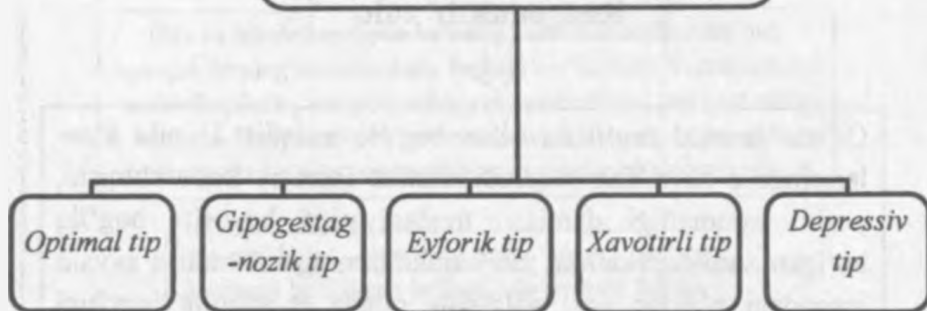 Optimal tip
Gipogestag
-nozik tip
Eyforik tip
Xavotirli tip
Depressiv
tip